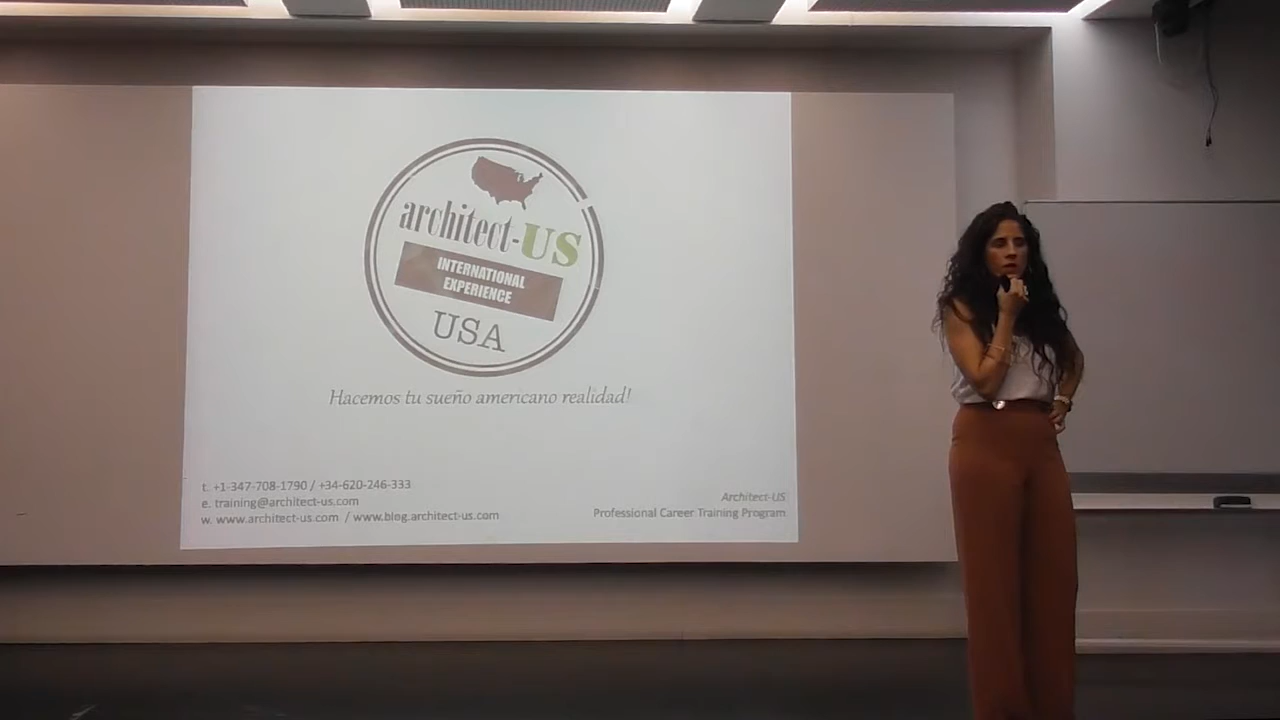 architect-US
INTERNATIONAL
EXPERIENCE
USA
Hacemos tu sueño americano realidad!
t. +1-347-708-1790 / +34-620-246-333
e. training@architect-us.com
w. www.architect-us.com / www.blog.architect-us.com
Architect-US
Professional Career Training Program